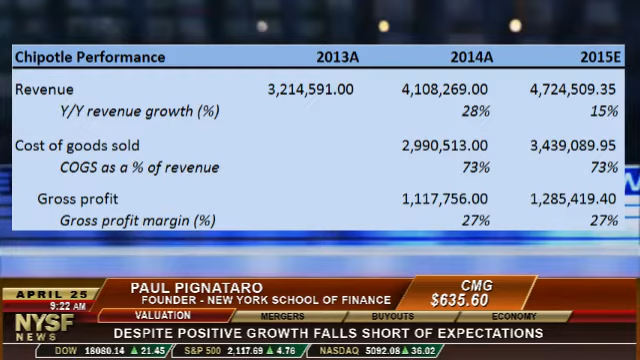 Chipotle Performance 2013A 2014A 2015E
Revenue 3,214,591.00 4,108,269.00 4,724,509.35
Y/Y revenue growth (%) 28% 15%
Cost of goods sold 2,990,513.00 3,439,089.95
COGS as a % of revenue 73% 73%
Gross profit 1,117,756.00 1,285,419.40
Gross profit margin (%) 27% 27%
APRIL 25
9:22 AM
NYSF
NEWS
PAUL PIGNATARO
FOUNDER - NEW YORK SCHOOL OF FINANCE
CMG
$635.60
VALUATION MERGERS BUYOUTS ECONOMY
DESPITE POSITIVE GROWTH FALLS SHORT OF EXPECTATIONS
DOW 18080.14 ▲ 21.45 S&P 500 2,117.69 ▲ 4.76 NASDAQ 5092.08 ▲ 36.02